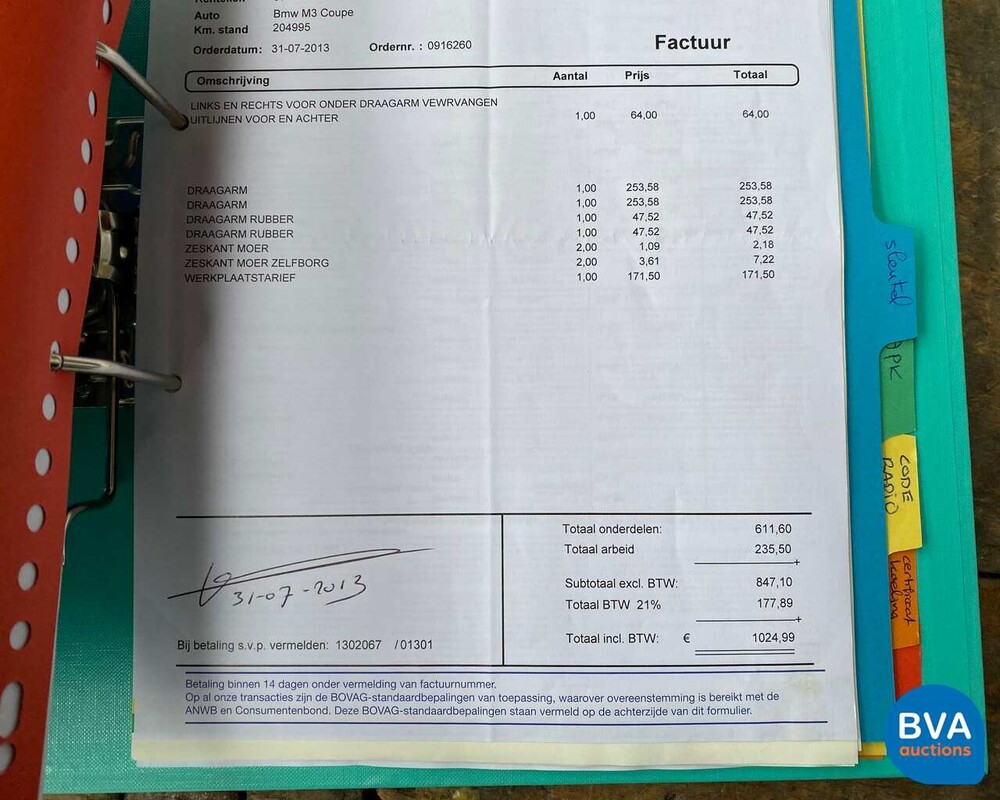 Auto Bmw M3 Coupe
Km. stand 204995
Orderdatum: 31-07-2013 Ordernr. : 0916260
Factuur
Omschrijving Aantal Prijs Totaal
LINKS EN RECHTS VOOR ONDER DRAAGARM VEWRVANGEN
UITLIJNEN VOOR EN ACHTER 1,00 64,00 64,00
DRAAGARM 1,00 253,58 253,58
DRAAGARM 1,00 253,58 253,58
DRAAGARM RUBBER 1,00 47,52 47,52
DRAAGARM RUBBER 1,00 47,52 47,52
ZESKANT MOER 2,00 1,09 2,18
ZESKANT MOER ZELFBORG 2,00 3,61 7,22
WERKPLAATSTARIEF 1,00 171,50 171,50
Totaal onderdelen: 611,60
Totaal arbeid 235,50
+
Subtotaal excl. BTW: 847,10
Totaal BTW 21% 177,89
+
Totaal incl. BTW: € 1024,99
31-07-2013
Bij betaling s.v.p. vermelden: 1302067 /01301
Betaling binnen 14 dagen onder vermelding van factuurnummer.
Op al onze transacties zijn de BOVAG-standaardbepalingen van toepassing, waarover overeenstemming is bereikt met de
ANWB en Consumentenbond. Deze BOVAG-standaardbepalingen staan vermeld op de achterzijde van dit formulier.
sleutel
APK
CODE
RADIO
certificaat
BVA
auctions